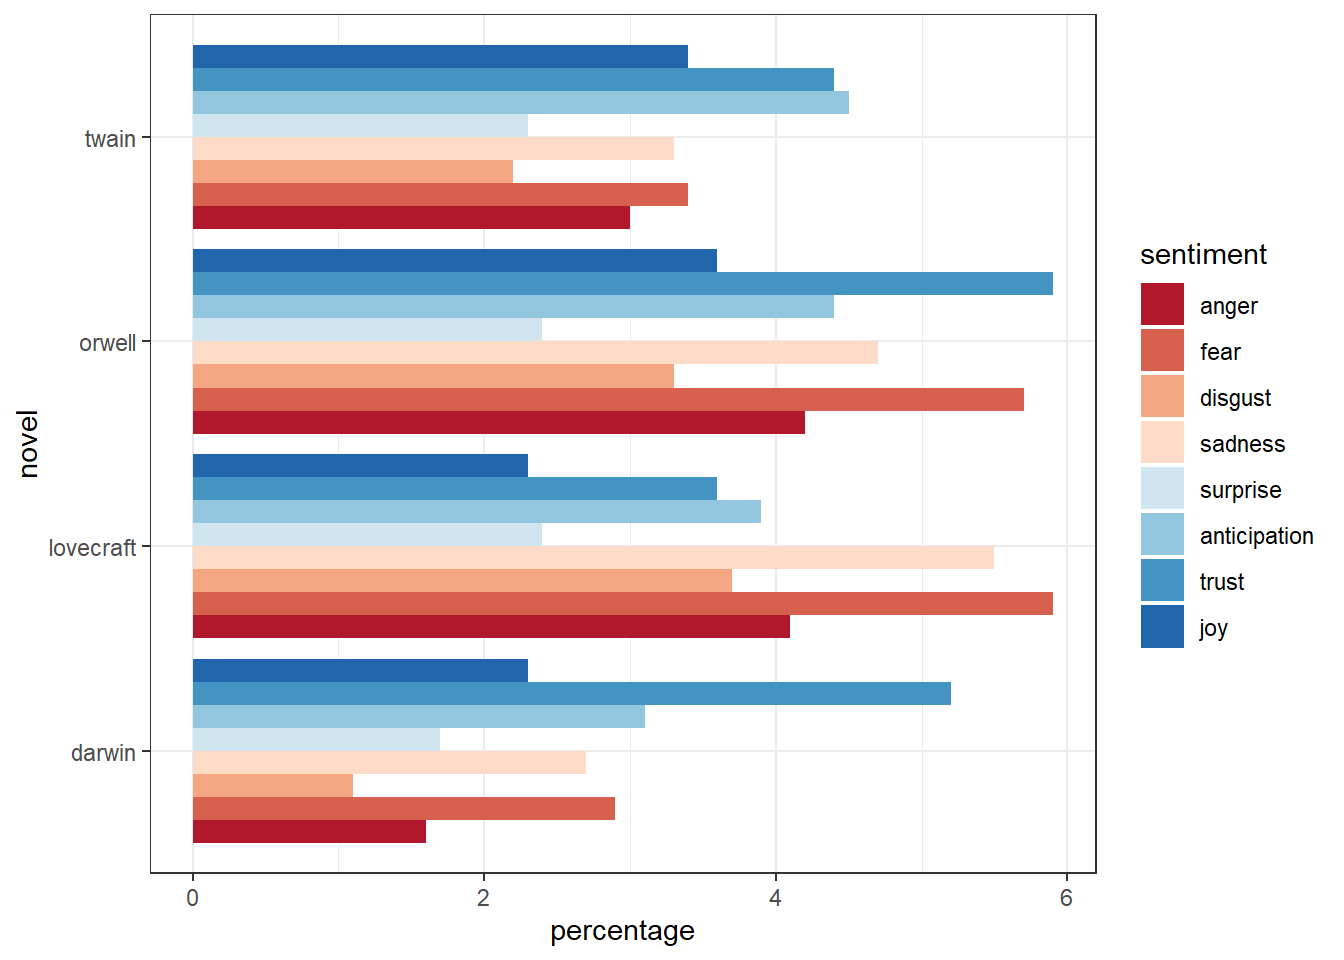 twain
orwell
lovecraft
darwin
novel
0 2 4 6
percentage
sentiment
anger
fear
disgust
sadness
surprise
anticipation
trust
joy